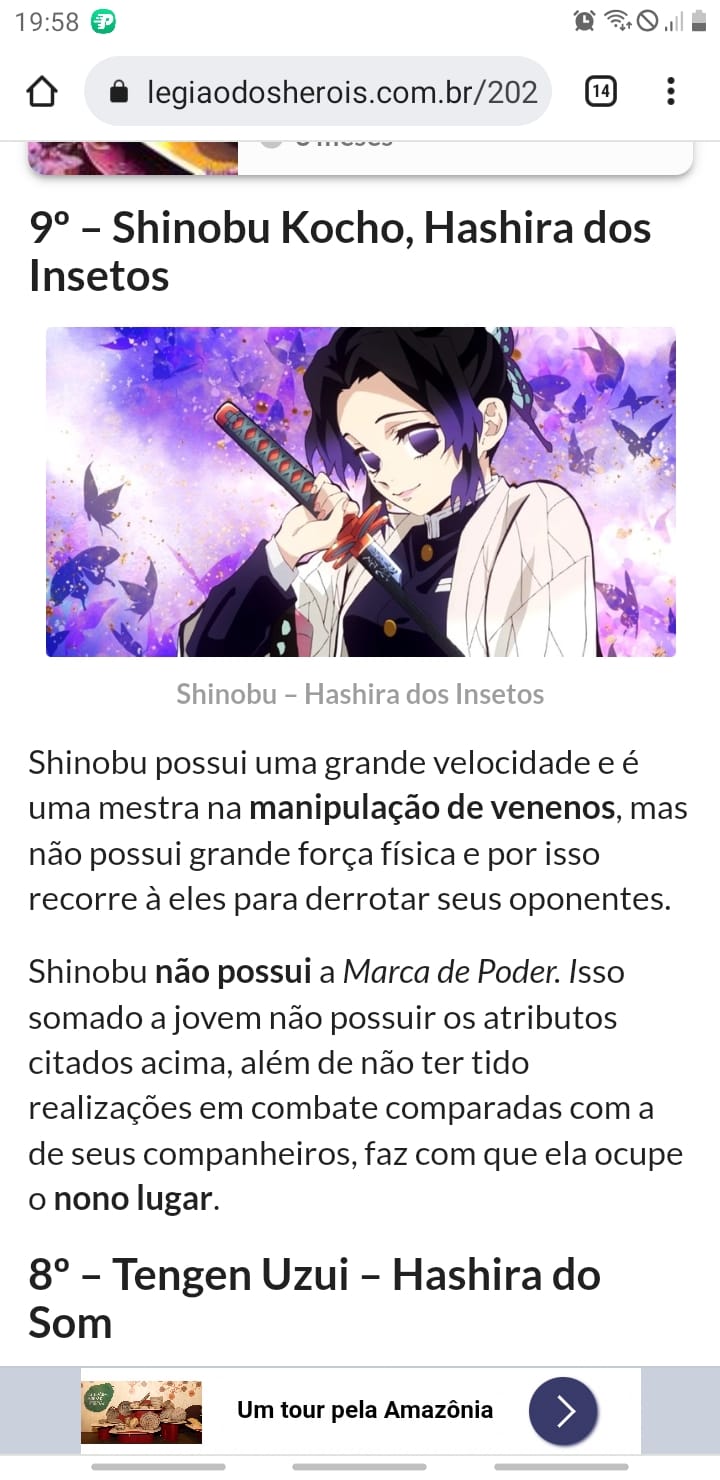 19:58
legiaodosherois.com.br/202
14
9º – Shinobu Kocho, Hashira dos
Insetos
Shinobu – Hashira dos Insetos
Shinobu possui uma grande velocidade e é
uma mestra na manipulação de venenos, mas
não possui grande força física e por isso
recorre à eles para derrotar seus oponentes.
Shinobu não possui a Marca de Poder. Isso
somado a jovem não possuir os atributos
citados acima, além de não ter tido
realizações em combate comparadas com a
de seus companheiros, faz com que ela ocupe
o nono lugar.
8º – Tengen Uzui – Hashira do
Som
Um tour pela Amazônia